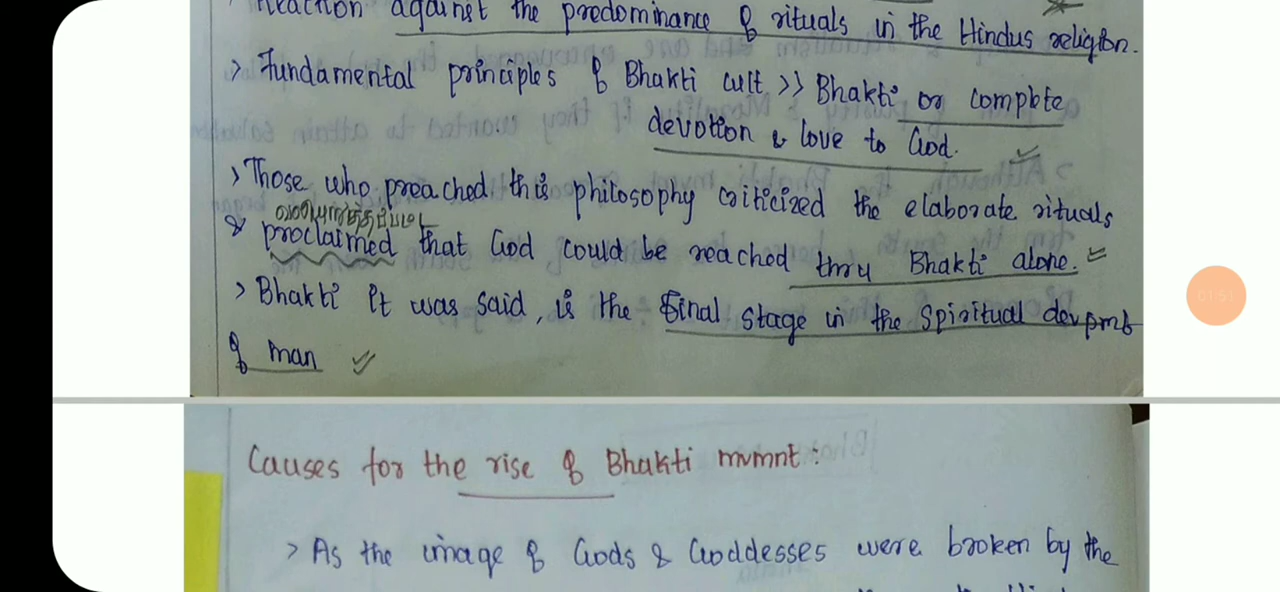 Reaction against the predominance of rituals in the Hindus religion.
> Fundamental principles of Bhakti cult >> Bhakti or complete
devotion & love to God.
> Those who preached this philosophy criticized the elaborate rituals
& proclaimed that God could be reached thru Bhakti alone.
> Bhakti it was said, is the final stage in the spiritual devpmt
of man
Causes for the rise of Bhakti mvmnt :
> As the image of Gods & Goddesses were broken by the
01:51